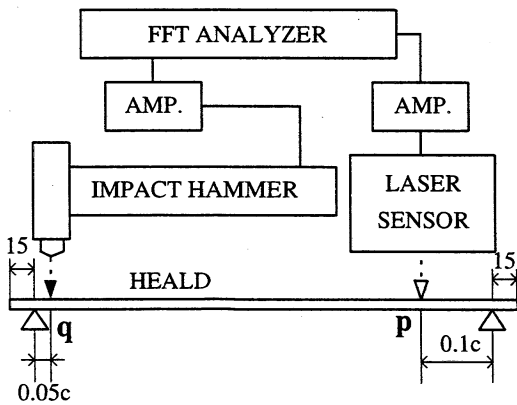 FFT ANALYZER
AMP.
AMP.
IMPACT HAMMER
LASER
SENSOR
15
HEALD
15
q
p
0.1c
0.05c